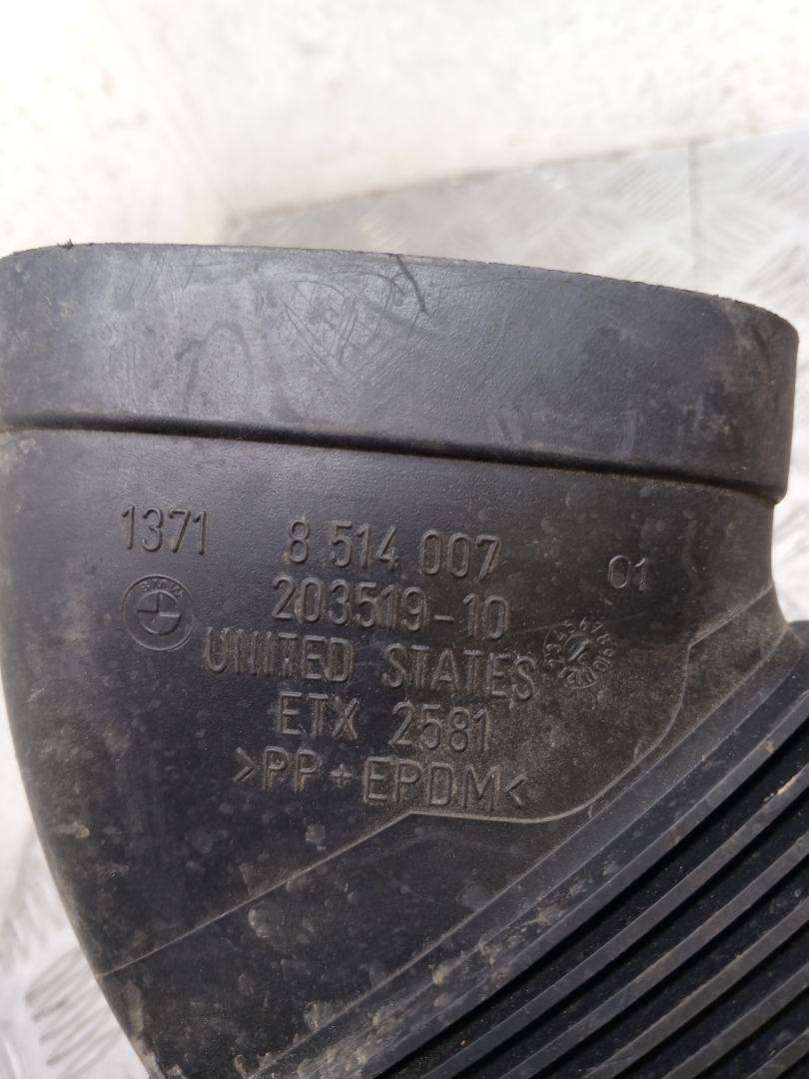 1371 8 514 007
01
203519-10
UNITED STATES
ETX 2581
>PP+EPDM<